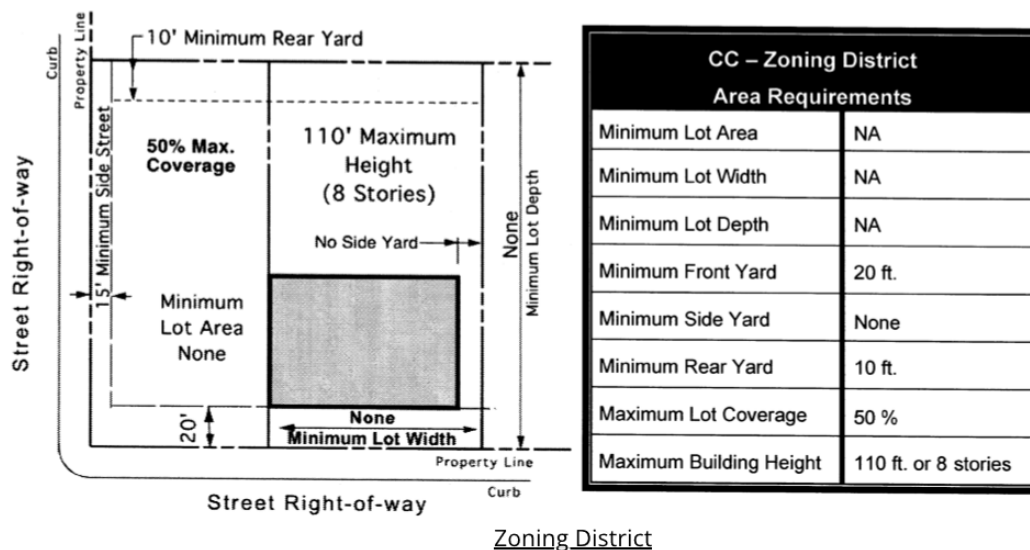 10' Minimum Rear Yard
Curb
Property Line
15' Minimum Side Street
50% Max.
Coverage
110' Maximum
Height
(8 Stories)
No Side Yard
None
Minimum Lot Depth
Street Right-of-way
Minimum
Lot Area
None
20'
None
Minimum Lot Width
Property Line
Curb
Street Right-of-way
CC – Zoning District
Area Requirements
Minimum Lot Area NA
Minimum Lot Width NA
Minimum Lot Depth NA
Minimum Front Yard 20 ft.
Minimum Side Yard None
Minimum Rear Yard 10 ft.
Maximum Lot Coverage 50 %
Maximum Building Height 110 ft. or 8 stories
Zoning District